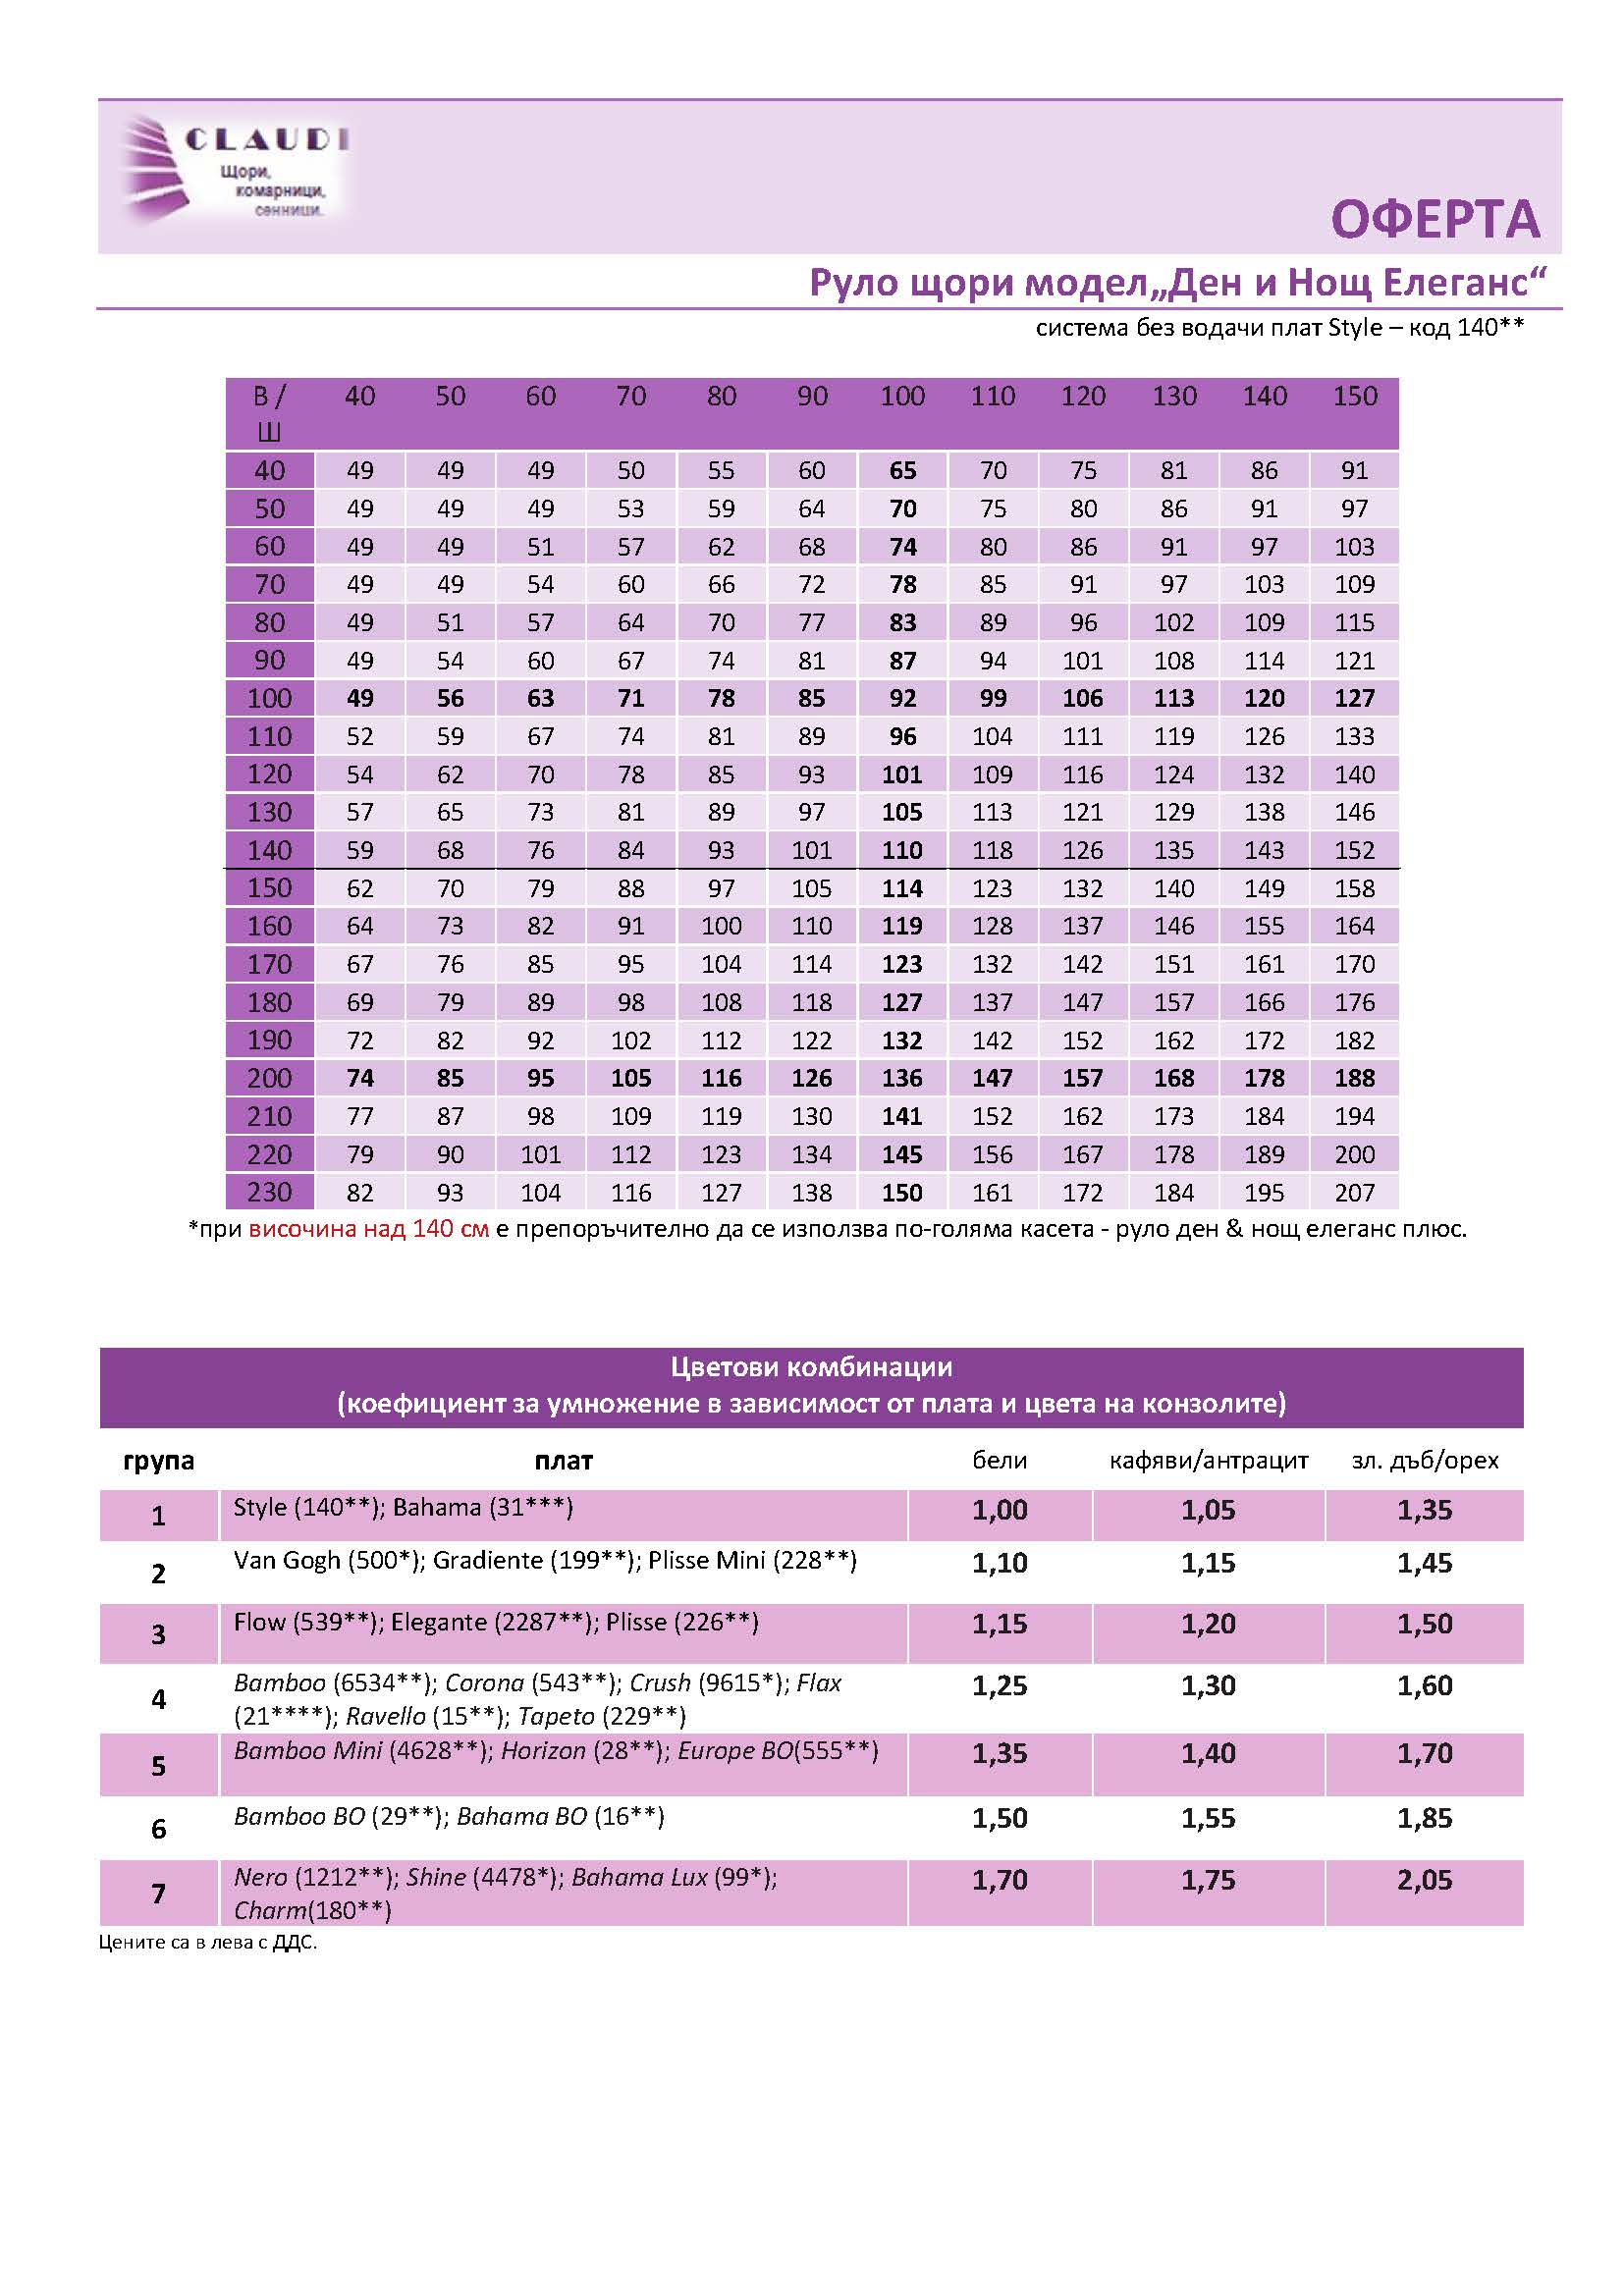 CLAUDI
Щори,
комарници,
сенници.
ОФЕРТА
Руло щори модел„Ден и Нощ Елеганс“
система без водачи плат Style – код 140**
В / 40 50 60 70 80 90 100 110 120 130 140 150
Ш
40 49 49 49 50 55 60 65 70 75 81 86 91
50 49 49 49 53 59 64 70 75 80 86 91 97
60 49 49 51 57 62 68 74 80 86 91 97 103
70 49 49 54 60 66 72 78 85 91 97 103 109
80 49 51 57 64 70 77 83 89 96 102 109 115
90 49 54 60 67 74 81 87 94 101 108 114 121
100 49 56 63 71 78 85 92 99 106 113 120 127
110 52 59 67 74 81 89 96 104 111 119 126 133
120 54 62 70 78 85 93 101 109 116 124 132 140
130 57 65 73 81 89 97 105 113 121 129 138 146
140 59 68 76 84 93 101 110 118 126 135 143 152
150 62 70 79 88 97 105 114 123 132 140 149 158
160 64 73 82 91 100 110 119 128 137 146 155 164
170 67 76 85 95 104 114 123 132 142 151 161 170
180 69 79 89 98 108 118 127 137 147 157 166 176
190 72 82 92 102 112 122 132 142 152 162 172 182
200 74 85 95 105 116 126 136 147 157 168 178 188
210 77 87 98 109 119 130 141 152 162 173 184 194
220 79 90 101 112 123 134 145 156 167 178 189 200
230 82 93 104 116 127 138 150 161 172 184 195 207
*при височина над 140 см е препоръчително да се използва по-голяма касета - руло ден & нощ елеганс плюс.
Цветови комбинации
(коефициент за умножение в зависимост от плата и цвета на конзолите)
група плат бели кафяви/антрацит зл. дъб/орех
1 Style (140**); Bahama (31***) 1,00 1,05 1,35
2 Van Gogh (500*); Gradiente (199**); Plisse Mini (228**) 1,10 1,15 1,45
3 Flow (539**); Elegante (2287**); Plisse (226**) 1,15 1,20 1,50
4 Bamboo (6534**); Corona (543**); Crush (9615*); Flax 1,25 1,30 1,60
(21****); Ravello (15**); Tapeto (229**)
5 Bamboo Mini (4628**); Horizon (28**); Europe BO(555**) 1,35 1,40 1,70
6 Bamboo BO (29**); Bahama BO (16**) 1,50 1,55 1,85
7 Nero (1212**); Shine (4478*); Bahama Lux (99*); 1,70 1,75 2,05
Charm(180**)
Цените са в лева с ДДС.